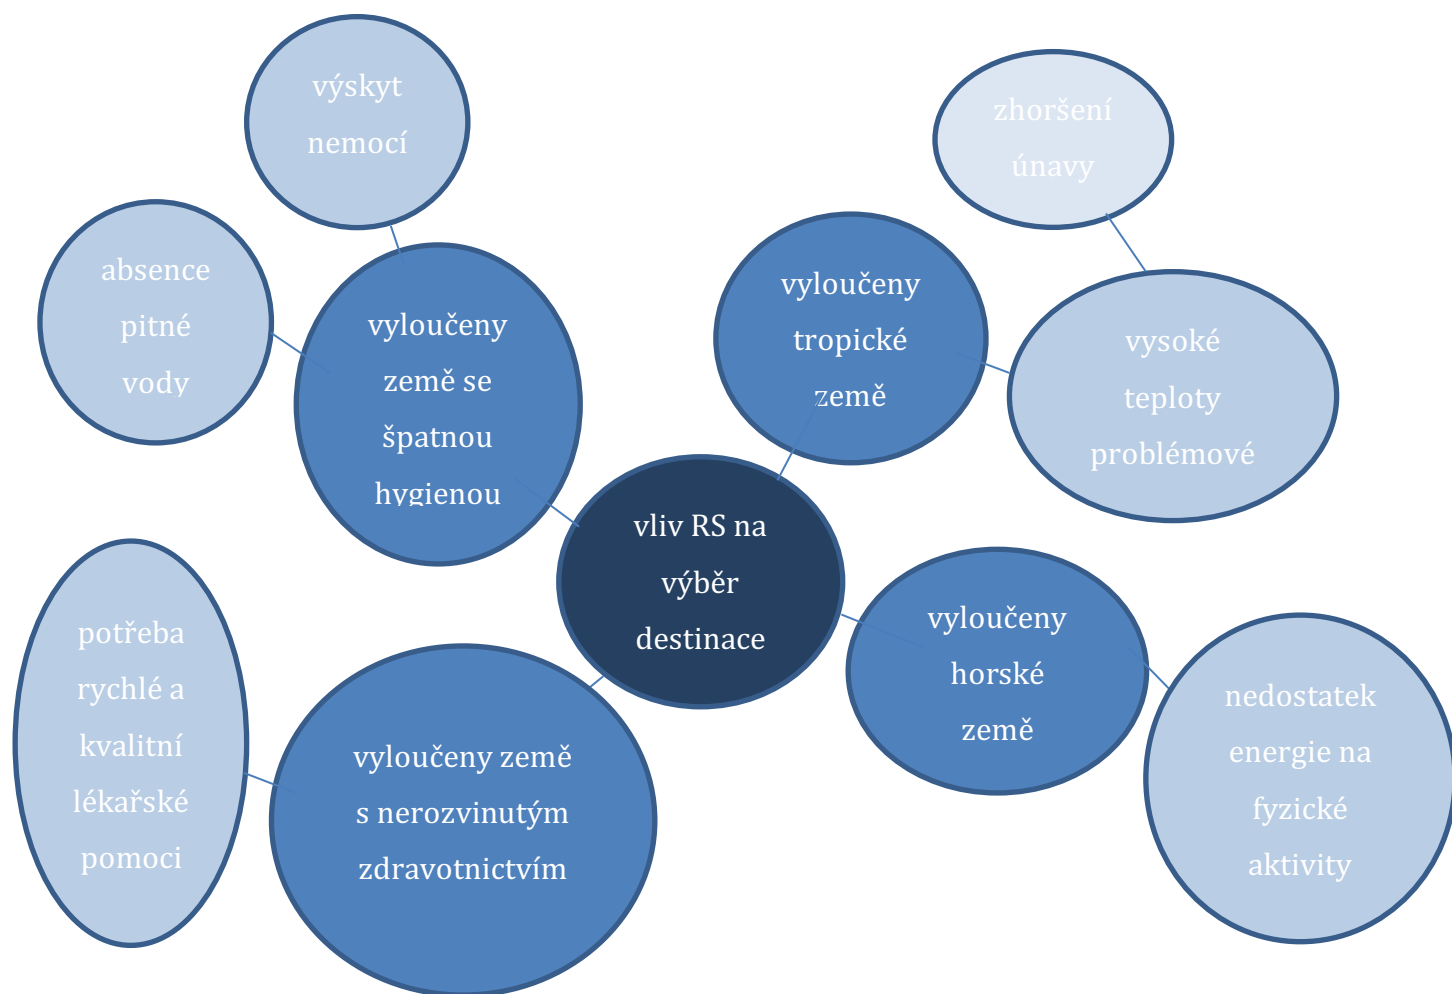 výskyt
nemocí
zhoršení
únavy
absence
pitné
vody
vyloučeny
země se
špatnou
hygienou
vyloučeny
tropické
země
vysoké
teploty
problémové
vliv RS na
výběr
destinace
potřeba
rychlé a
kvalitní
lékařské
pomoci
vyloučeny země
s nerozvinutým
zdravotnictvím
vyloučeny
horské
země
nedostatek
energie na
fyzické
aktivity